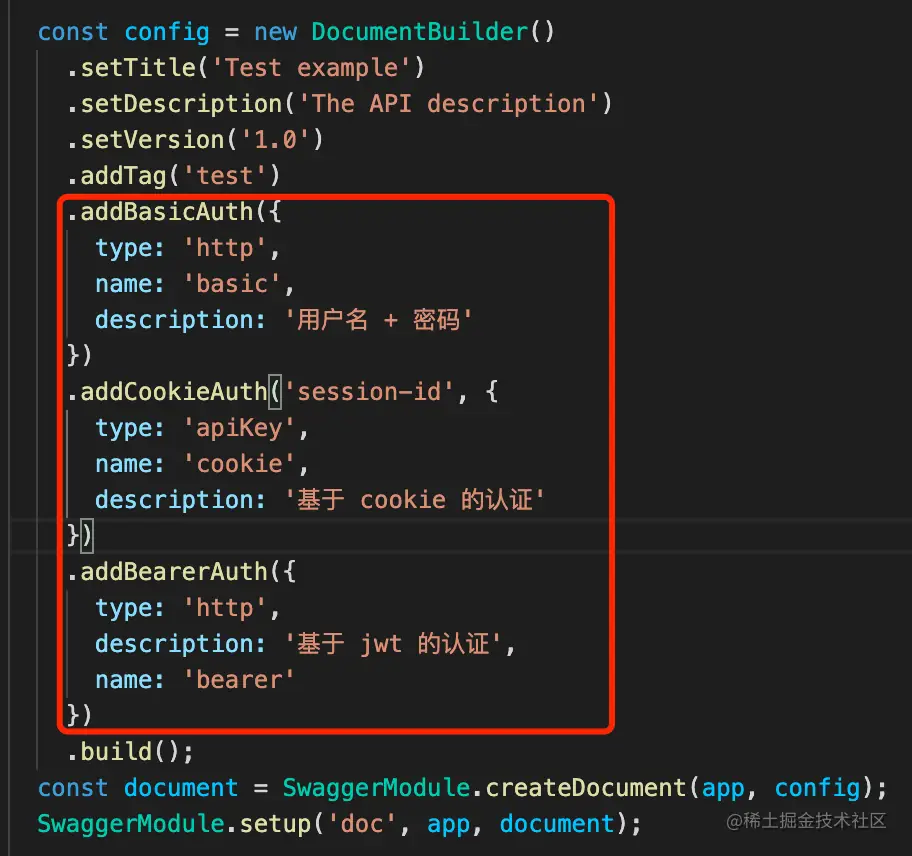 const config = new DocumentBuilder()
  .setTitle('Test example')
  .setDescription('The API description')
  .setVersion('1.0')
  .addTag('test')
  .addBasicAuth({
    type: 'http',
    name: 'basic',
    description: '用户名 + 密码'
  })
  .addCookieAuth('session-id', {
    type: 'apiKey',
    name: 'cookie',
    description: '基于 cookie 的认证'
  })
  .addBearerAuth({
    type: 'http',
    description: '基于 jwt 的认证',
    name: 'bearer'
  })
  .build();
const document = SwaggerModule.createDocument(app, config);
SwaggerModule.setup('doc', app, document);
@稀土掘金技术社区